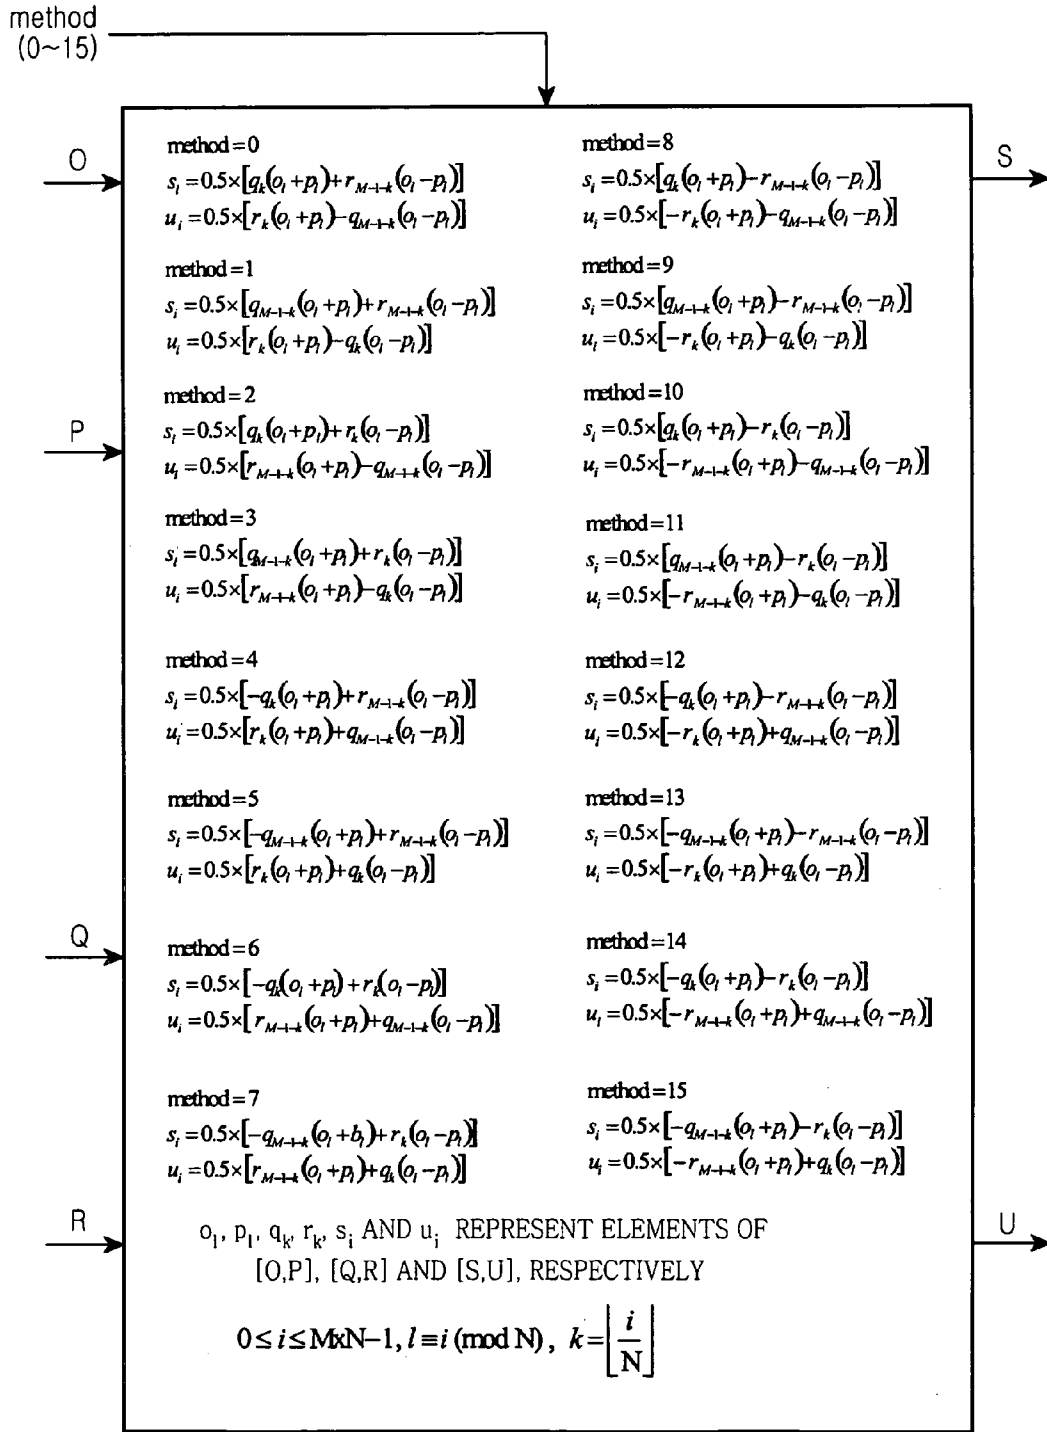 method
(0~15)
O
P
Q
R
S
U
method=0
s_i=0.5×[q_k(o_l+p_l)+r_{M-1-k}(o_l-p_l)]
u_i=0.5×[r_k(o_l+p_l)-q_{M-1-k}(o_l-p_l)]
method=1
s_i=0.5×[q_{M-1-k}(o_l+p_l)+r_{M-1-k}(o_l-p_l)]
u_i=0.5×[r_k(o_l+p_l)-q_k(o_l-p_l)]
method=2
s_i=0.5×[q_k(o_l+p_l)+r_k(o_l-p_l)]
u_i=0.5×[r_{M-1-k}(o_l+p_l)-q_{M-1-k}(o_l-p_l)]
method=3
s_i=0.5×[q_{M-1-k}(o_l+p_l)+r_k(o_l-p_l)]
u_i=0.5×[r_{M-1-k}(o_l+p_l)-q_k(o_l-p_l)]
method=4
s_i=0.5×[-q_k(o_l+p_l)+r_{M-1-k}(o_l-p_l)]
u_i=0.5×[r_k(o_l+p_l)+q_{M-1-k}(o_l-p_l)]
method=5
s_i=0.5×[-q_{M-1-k}(o_l+p_l)+r_{M-1-k}(o_l-p_l)]
u_i=0.5×[r_k(o_l+p_l)+q_k(o_l-p_l)]
method=6
s_i=0.5×[-q_k(o_l+p_l)+r_k(o_l-p_l)]
u_i=0.5×[r_{M-1-k}(o_l+p_l)+q_{M-1-k}(o_l-p_l)]
method=7
s_i=0.5×[-q_{M-1-k}(o_l+b_l)+r_k(o_l-p_l)]
u_i=0.5×[r_{M-1-k}(o_l+p_l)+q_k(o_l-p_l)]
method=8
s_i=0.5×[q_k(o_l+p_l)-r_{M-1-k}(o_l-p_l)]
u_i=0.5×[-r_k(o_l+p_l)-q_{M-1-k}(o_l-p_l)]
method=9
s_i=0.5×[q_{M-1-k}(o_l+p_l)-r_{M-1-k}(o_l-p_l)]
u_i=0.5×[-r_k(o_l+p_l)-q_k(o_l-p_l)]
method=10
s_i=0.5×[q_k(o_l+p_l)-r_k(o_l-p_l)]
u_i=0.5×[-r_{M-1-k}(o_l+p_l)-q_{M-1-k}(o_l-p_l)]
method=11
s_i=0.5×[q_{M-1-k}(o_l+p_l)-r_k(o_l-p_l)]
u_i=0.5×[-r_{M-1-k}(o_l+p_l)-q_k(o_l-p_l)]
method=12
s_i=0.5×[-q_k(o_l+p_l)-r_{M-1-k}(o_l-p_l)]
u_i=0.5×[-r_k(o_l+p_l)+q_{M-1-k}(o_l-p_l)]
method=13
s_i=0.5×[-q_{M-1-k}(o_l+p_l)-r_{M-1-k}(o_l-p_l)]
u_i=0.5×[-r_k(o_l+p_l)+q_k(o_l-p_l)]
method=14
s_i=0.5×[-q_k(o_l+p_l)-r_k(o_l-p_l)]
u_i=0.5×[-r_{M-1-k}(o_l+p_l)+q_{M-1-k}(o_l-p_l)]
method=15
s_i=0.5×[-q_{M-1-k}(o_l+p_l)-r_k(o_l-p_l)]
u_i=0.5×[-r_{M-1-k}(o_l+p_l)+q_k(o_l-p_l)]
o_l, p_l, q_k, r_k, s_i AND u_i REPRESENT ELEMENTS OF
[O,P], [Q,R] AND [S,U], RESPECTIVELY
0≤i≤M×N-1, l≡i (mod N), k=⌊i/N⌋